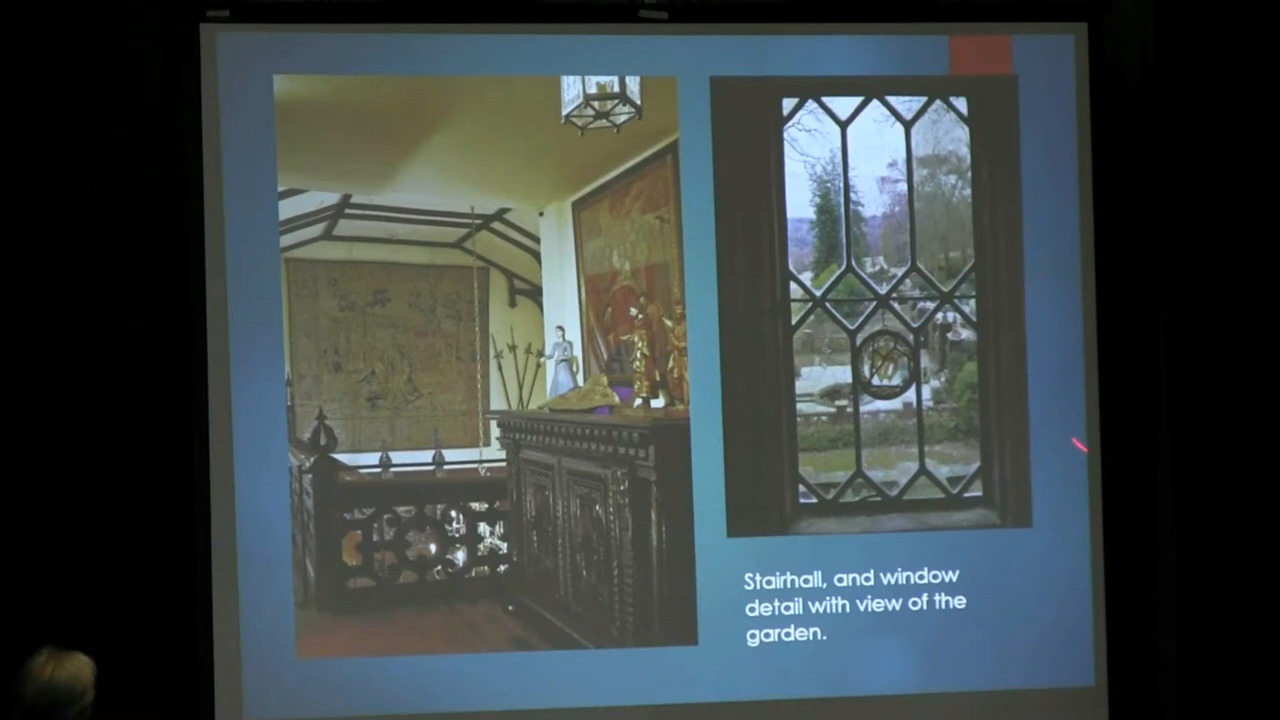 Stairhall, and window
detail with view of the
garden.